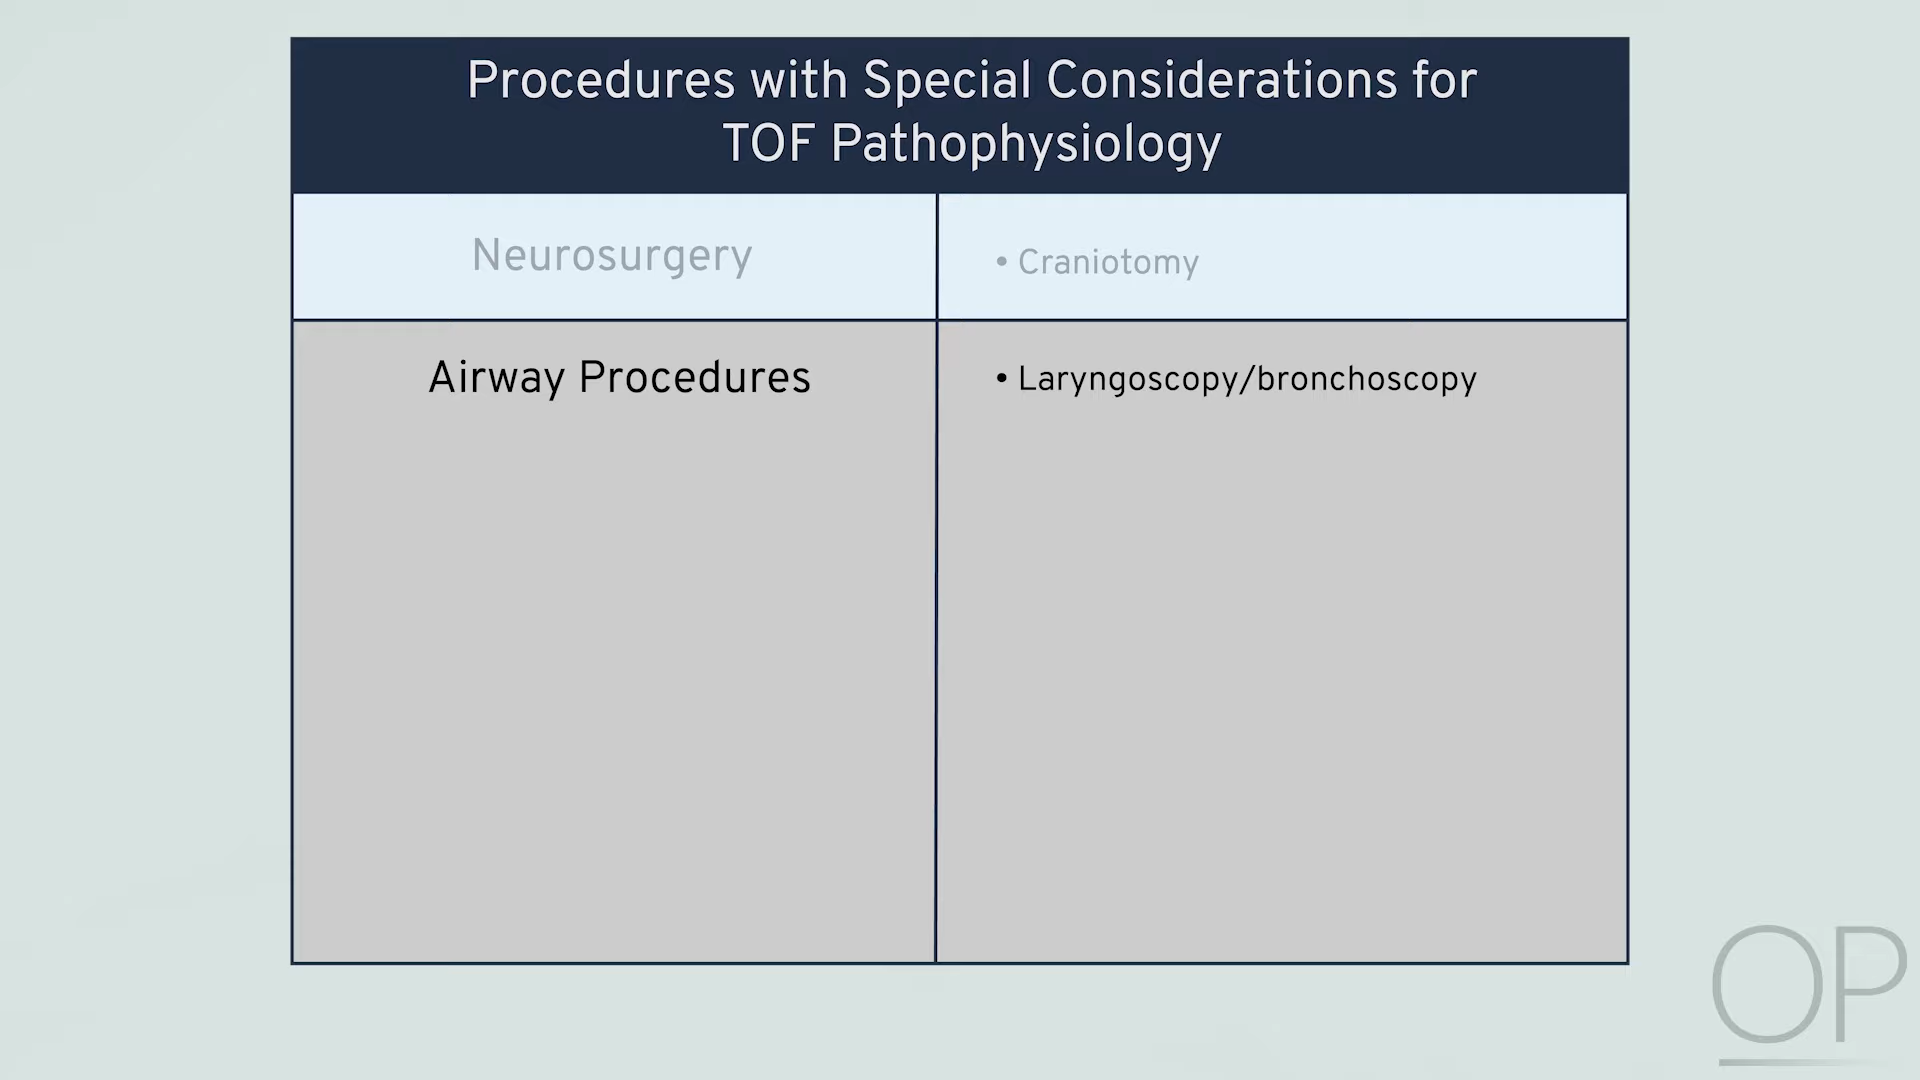 Procedures with Special Considerations for
TOF Pathophysiology
Neurosurgery
• Craniotomy
Airway Procedures
• Laryngoscopy/bronchoscopy
OP